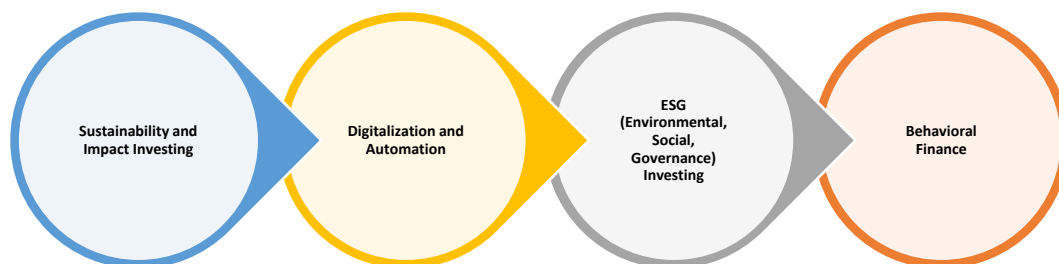 Sustainability and
Impact Investing
Digitalization and
Automation
ESG
(Environmental,
Social,
Governance)
Investing
Behavioral
Finance